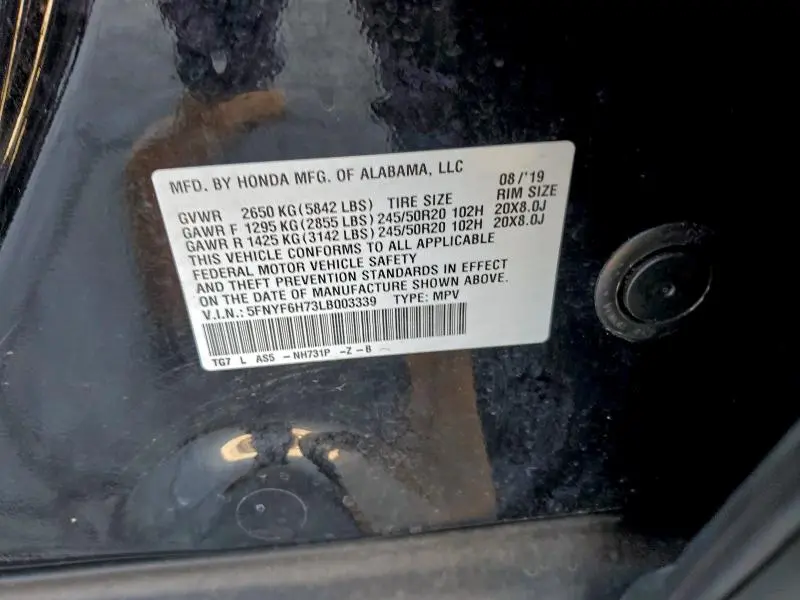 MFD. BY HONDA MFG. OF ALABAMA, LLC 08/'19
GVWR 2650 KG(5842 LBS) TIRE SIZE RIM SIZE
GAWR F 1295 KG(2855 LBS)245/50R20 102H 20X8.0J
GAWR R 1425 KG(3142 LBS)245/50R20 102H 20X8.0J
THIS VEHICLE CONFORMS TO ALL APPLICABLE
FEDERAL MOTOR VEHICLE SAFETY
AND THEFT PREVENTION STANDARDS IN EFFECT
ON THE DATE OF MANUFACTURE SHOWN ABOVE.
V.I.N.: 5FNYF6H73LB003339 TYPE: MPV
TG7 L AS5 -NH731P -Z-B